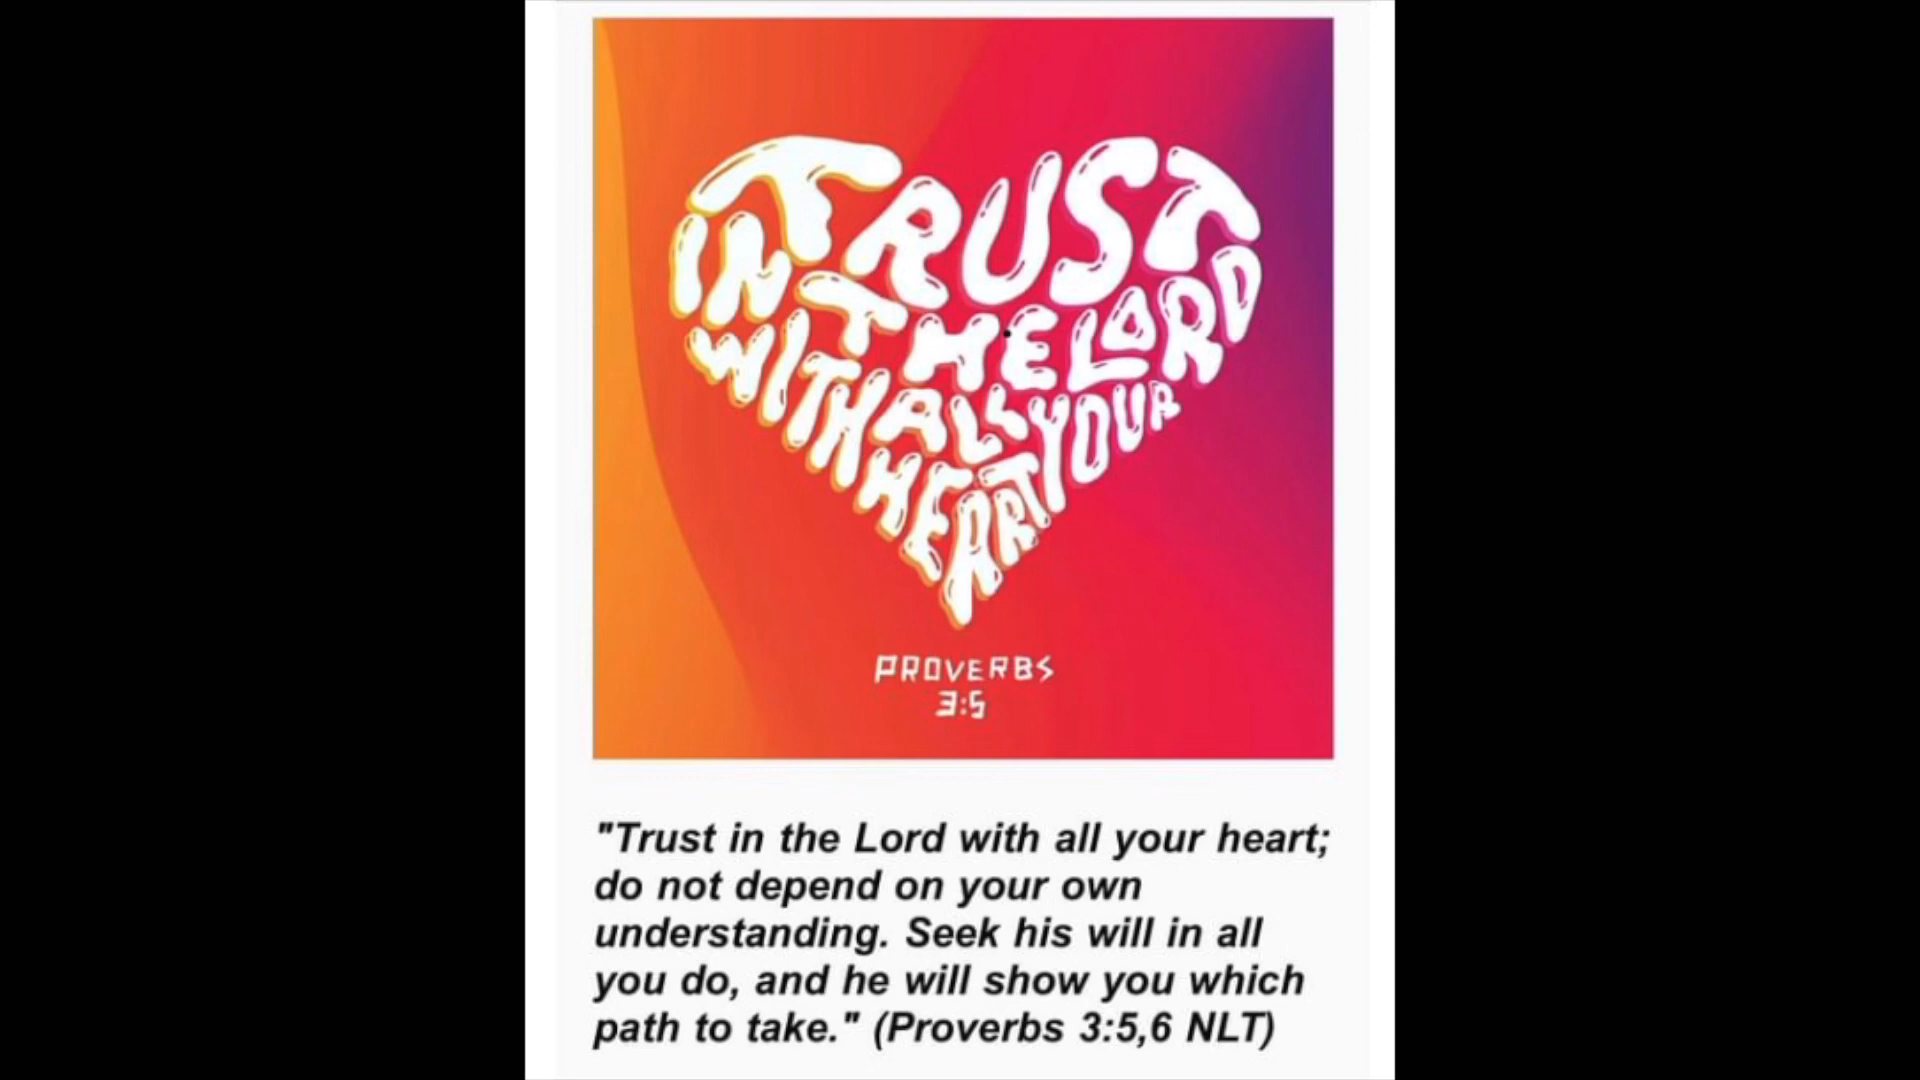 TRUST
IN THE LORD
WITH ALL YOUR
HEART
PROVERBS
3:5
"Trust in the Lord with all your heart;
do not depend on your own
understanding. Seek his will in all
you do, and he will show you which
path to take." (Proverbs 3:5,6 NLT)